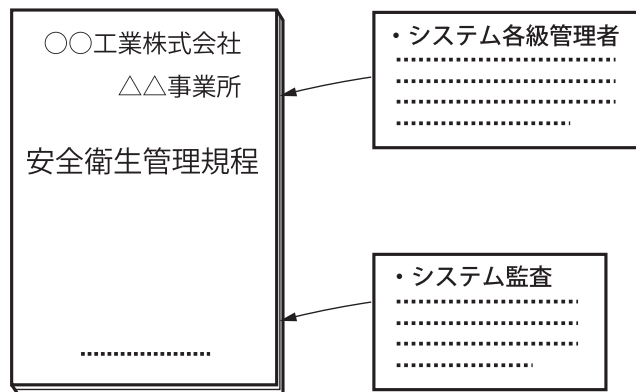 ○○工業株式会社
△△事業所
安全衛生管理規程
・システム各級管理者
・システム監査